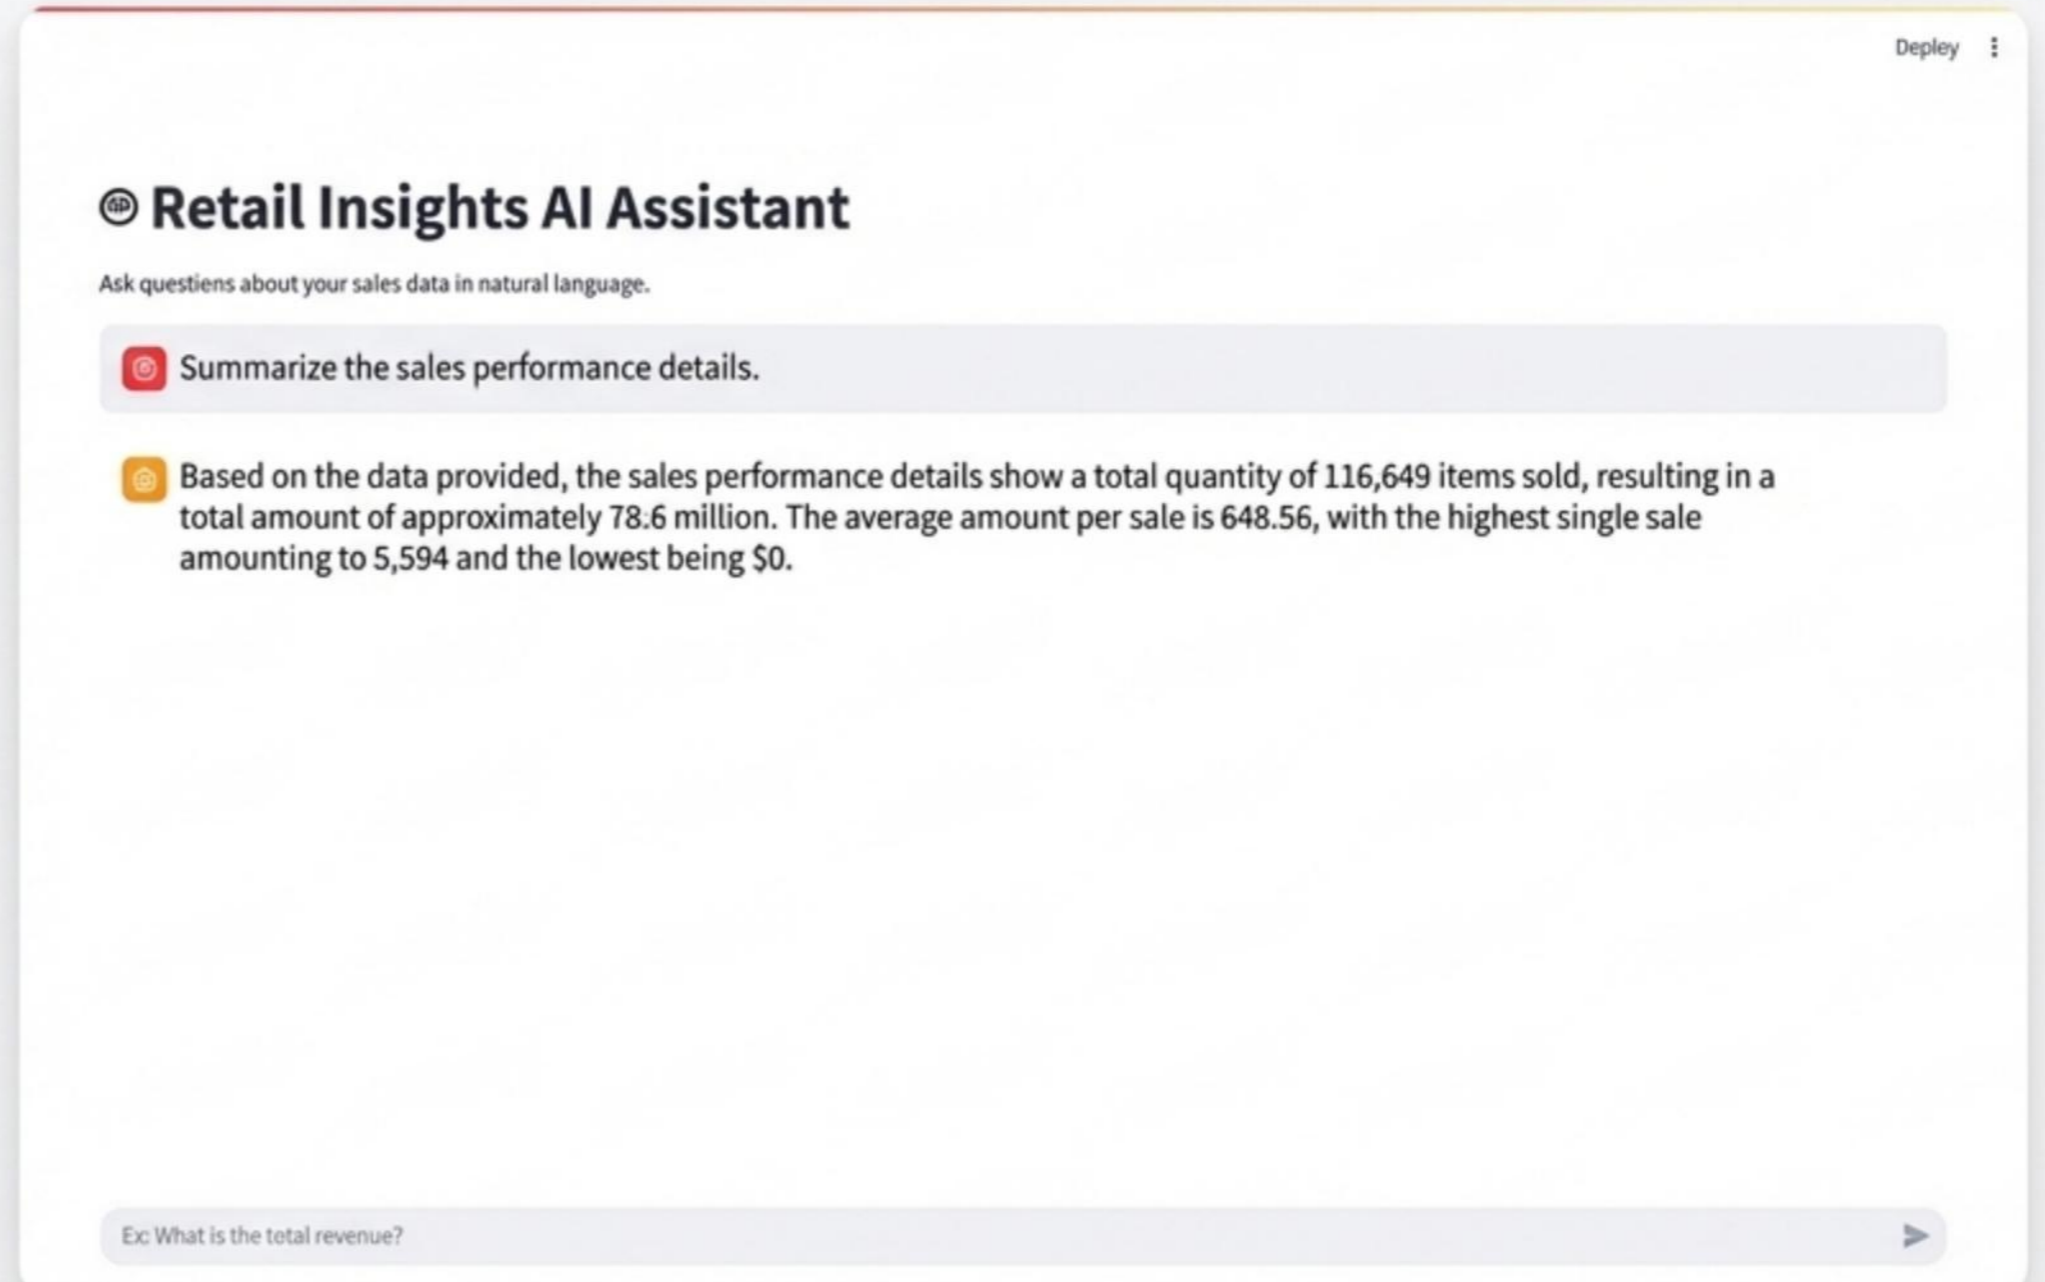 Depley
Retail Insights AI Assistant
Ask questiens about your sales data in natural language.
Summarize the sales performance details.
Based on the data provided, the sales performance details show a total quantity of 116,649 items sold, resulting in a
total amount of approximately 78.6 million. The average amount per sale is 648.56, with the highest single sale
amounting to 5,594 and the lowest being $0.
Ex: What is the total revenue?